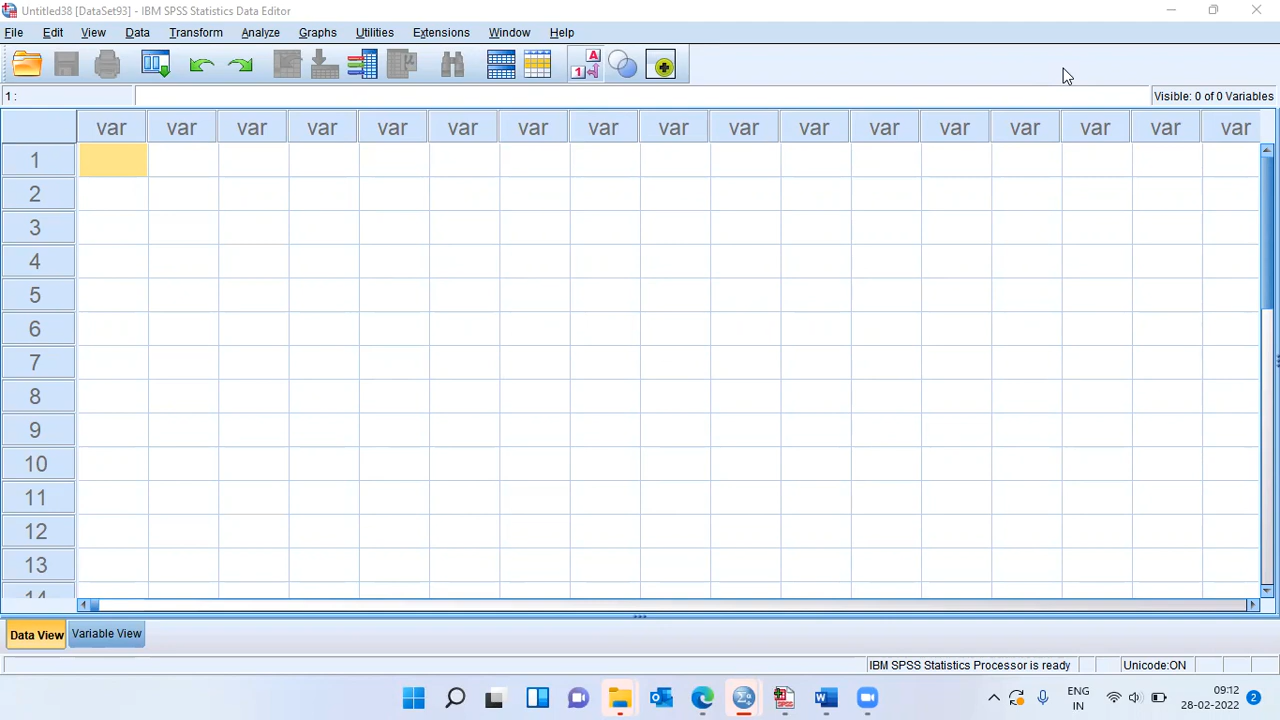 Untitled38 [DataSet93] - IBM SPSS Statistics Data Editor
File Edit View Data Transform Analyze Graphs Utilities Extensions Window Help
1 :
Visible: 0 of 0 Variables
var var var var var var var var var var var var var var var var var
1
2
3
4
5
6
7
8
9
10
11
12
13
14
Data View Variable View
IBM SPSS Statistics Processor is ready Unicode:ON
ENG
IN
09:12
28-02-2022
2